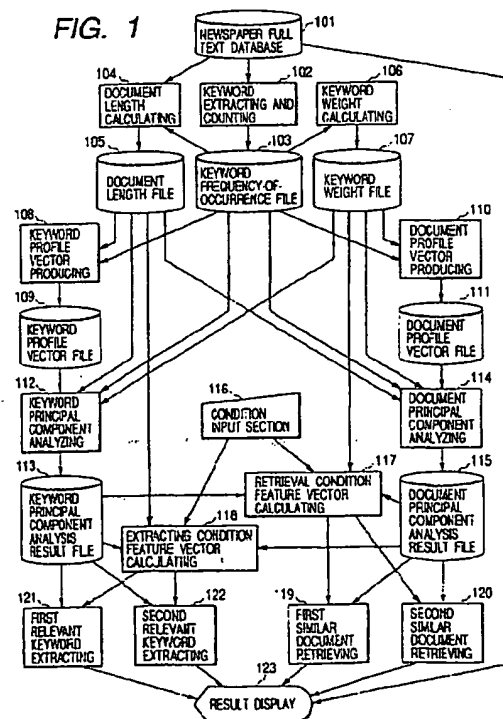 FIG. 1
101
NEWSPAPER FULL
TEXT DATABASE
104
DOCUMENT
LENGTH
CALCULATING
102
KEYWORD
EXTRACTING AND
COUNTING
106
KEYWORD
WEIGHT
CALCULATING
105
DOCUMENT
LENGTH FILE
103
KEYWORD
FREQUENCY-OF-
OCCURRENCE FILE
107
KEYWORD
WEIGHT FILE
108
KEYWORD
PROFILE
VECTOR
PRODUCING
110
DOCUMENT
PROFILE
VECTOR
PRODUCING
109
KEYWORD
PROFILE
VECTOR FILE
111
DOCUMENT
PROFILE
VECTOR FILE
112
KEYWORD
PRINCIPAL
COMPONENT
ANALYZING
116
CONDITION
INPUT SECTION
114
DOCUMENT
PRINCIPAL
COMPONENT
ANALYZING
113
KEYWORD
PRINCIPAL
COMPONENT
ANALYSIS
RESULT FILE
117
RETRIEVAL CONDITION
FEATURE VECTOR
CALCULATING
115
DOCUMENT
PRINCIPAL
COMPONENT
ANALYSIS
RESULT FILE
118
EXTRACTING CONDITION
FEATURE VECTOR
CALCULATING
121
FIRST
RELEVANT
KEYWORD
EXTRACTING
122
SECOND
RELEVANT
KEYWORD
EXTRACTING
119
FIRST
SIMILAR
DOCUMENT
RETRIEVING
120
SECOND
SIMILAR
DOCUMENT
RETRIEVING
123
RESULT DISPLAY